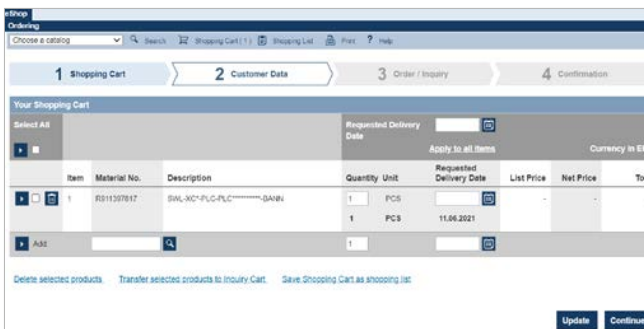 eShop
Ordering
Choose a catalog Search Shopping Cart ( 1 ) Shopping List Print ? Help
1 Shopping Cart 2 Customer Data 3 Order / Inquiry 4 Confirmation
Your Shopping Cart
Select All Requested Delivery
Date
Apply to all items Currency in E
Item Material No. Description Quantity Unit Requested
Delivery Date List Price Net Price To
1 R911397817 SWL-XC*-PLC-PLC***********-BANN 1 PCS - -
1 PCS 11.06.2021
Add 1
Delete selected products Transfer selected products to Inquiry Cart Save Shopping Cart as shopping list
Update Continue